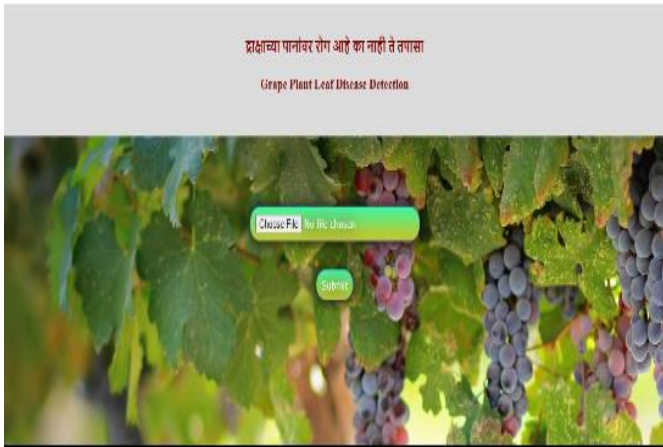 द्राक्षाच्या पानांवर रोग आहे का नाही ते तपासा
Grape Plant Leaf Disease Detection
Choose File No file chosen
Submit